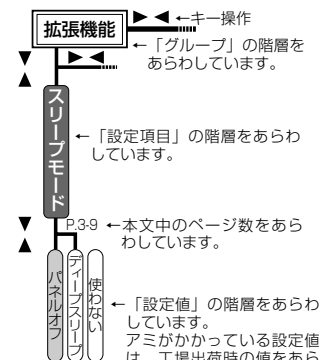 拡張機能
←キー操作
←「グループ」の階層を
あらわしています。
スリープモード
←「設定項目」の階層をあらわ
しています。
P.3-9 ←本文中のページ数をあら
わしています。
パネルオフ
ディープスリープ
使わない
←「設定値」の階層をあらわ
しています。
アミがかかっている設定値
は、工場出荷時の値をあら